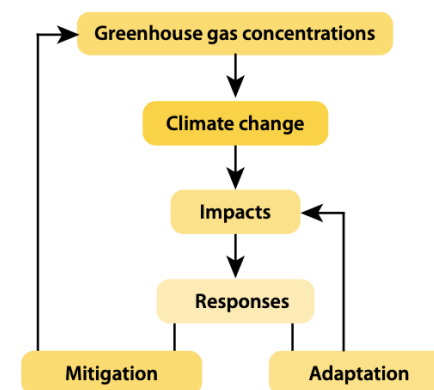 Greenhouse gas concentrations
Climate change
Impacts
Responses
Mitigation
Adaptation